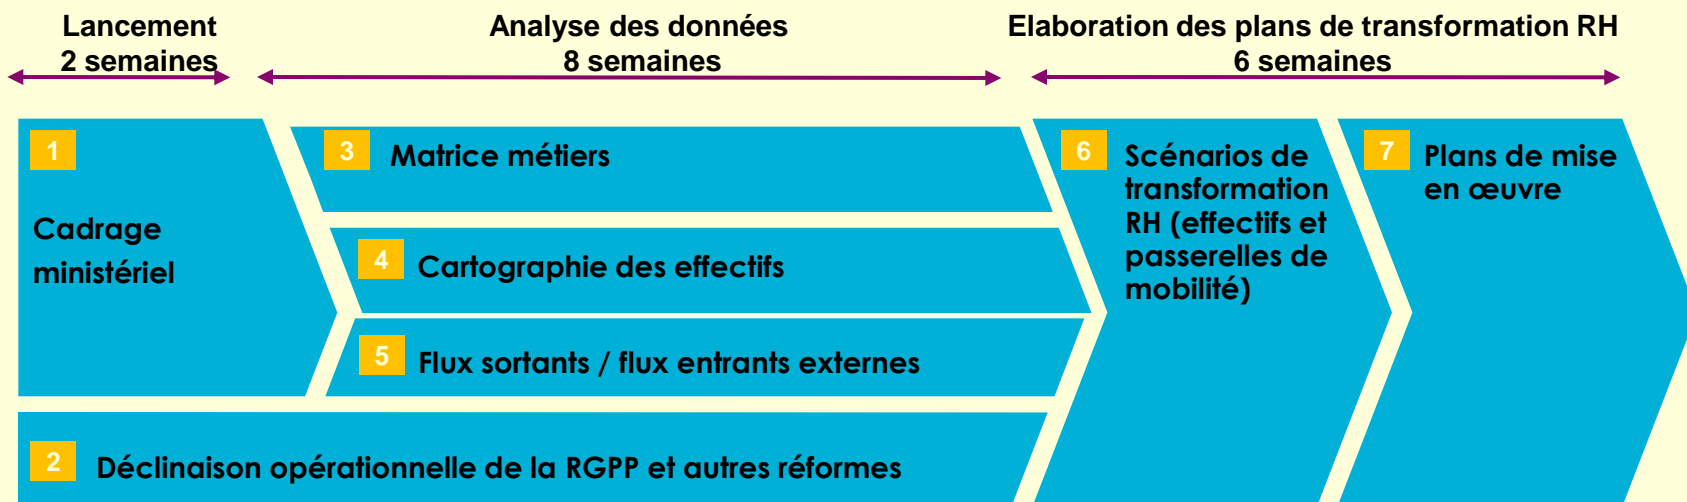 Lancement
2 semaines
Analyse des données
8 semaines
Elaboration des plans de transformation RH
6 semaines
1
Cadrage
ministériel
3 Matrice métiers
4 Cartographie des effectifs
5 Flux sortants / flux entrants externes
2 Déclinaison opérationnelle de la RGPP et autres réformes
6 Scénarios de
transformation
RH (effectifs et
passerelles de
mobilité)
7 Plans de mise
en œuvre